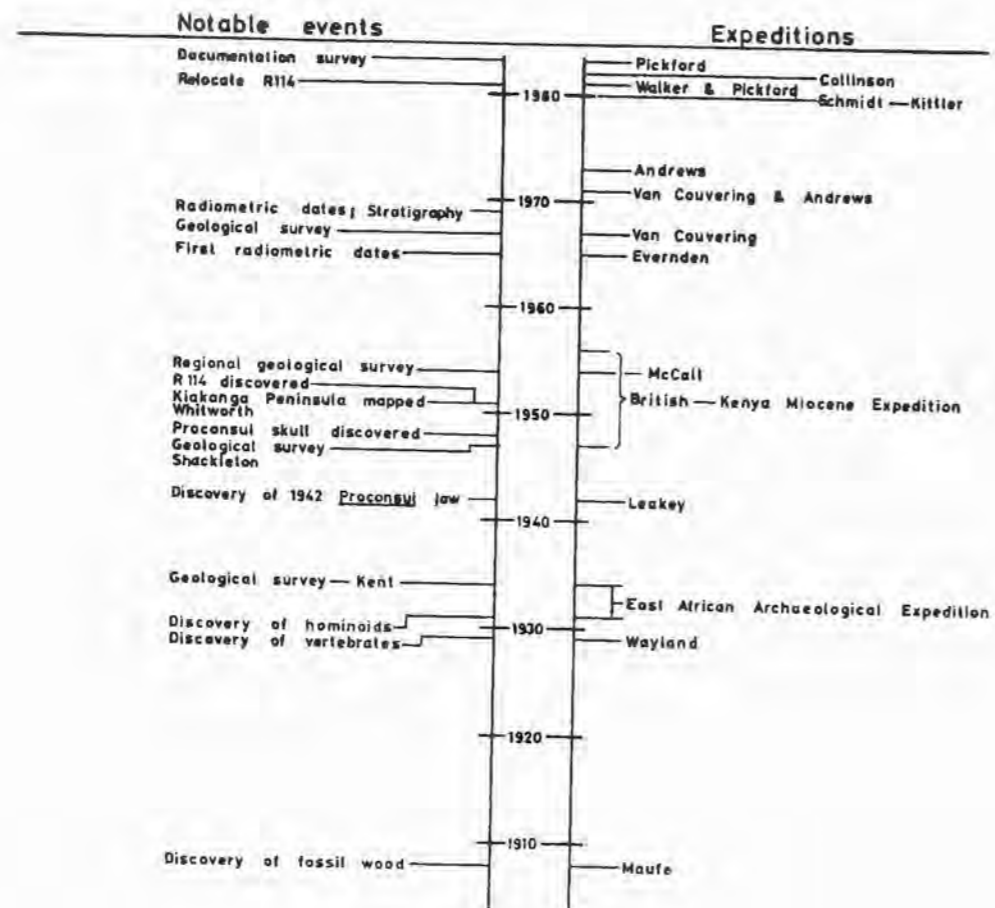 Notable events
Expeditions
Documentation survey
Pickford
Collinson
Relocate R114
1980
Walker & Pickford
Schmidt — Kittler
Andrews
Van Couvering & Andrews
Radiometric dates; Stratigraphy
1970
Geological survey
Van Couvering
First radiometric dates
Evernden
1960
Regional geological survey
McCall
R 114 discovered
Kiakanga Peninsula mapped
Whitworth
British — Kenya Miocene Expedition
1950
Proconsul skull discovered
Geological survey
Shackleton
Discovery of 1942 Proconsul jaw
Leakey
1940
Geological survey — Kent
East African Archaeological Expedition
Discovery of hominoids
1930
Discovery of vertebrates
Wayland
1920
1910
Discovery of fossil wood
Maufe